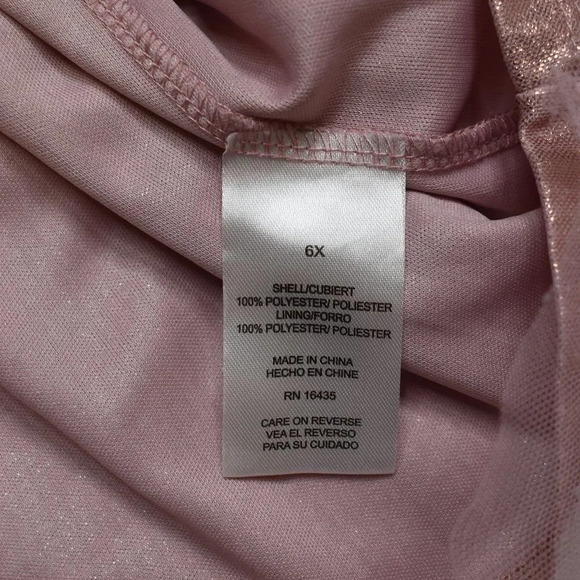 6X
SHELL/CUBIERT
100% POLYESTER/ POLIESTER
LINING/FORRO
100% POLYESTER/ POLIESTER
MADE IN CHINA
HECHO EN CHINE
RN 16435
CARE ON REVERSE
VEA EL REVERSO
PARA SU CUIDADO